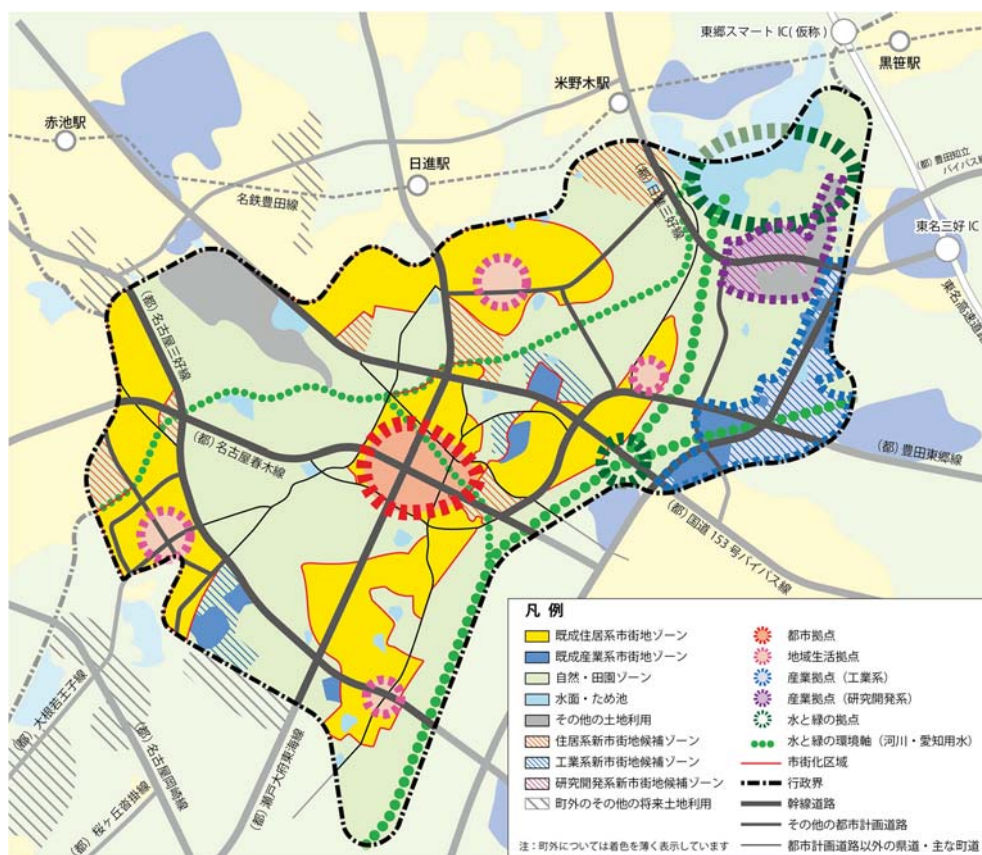 東郷スマートIC(仮称)
黒笹駅
米野木駅
赤池駅
日進駅
名鉄豊田線
(都)日進三好線
(都)豊田知立
バイパス線
東名三好IC
東名高速道路
(都)名古屋三好線
(都)名古屋春木線
(都)豊田東郷線
(都)国道153号バイパス線
(都)大根若王子線
(都)名古屋岡崎線
(都)桜ヶ丘沓掛線
(都)瀬戸大府東海線
凡例
既成住居系市街地ゾーン
既成産業系市街地ゾーン
自然・田園ゾーン
水面・ため池
その他の土地利用
住居系新市街地候補ゾーン
工業系新市街地候補ゾーン
研究開発系新市街地候補ゾーン
町外のその他の将来土地利用
注:町外については着色を薄く表示しています
都市拠点
地域生活拠点
産業拠点(工業系)
産業拠点(研究開発系)
水と緑の拠点
水と緑の環境軸(河川・愛知用水)
市街化区域
行政界
幹線道路
その他の都市計画道路
都市計画道路以外の県道・主な町道